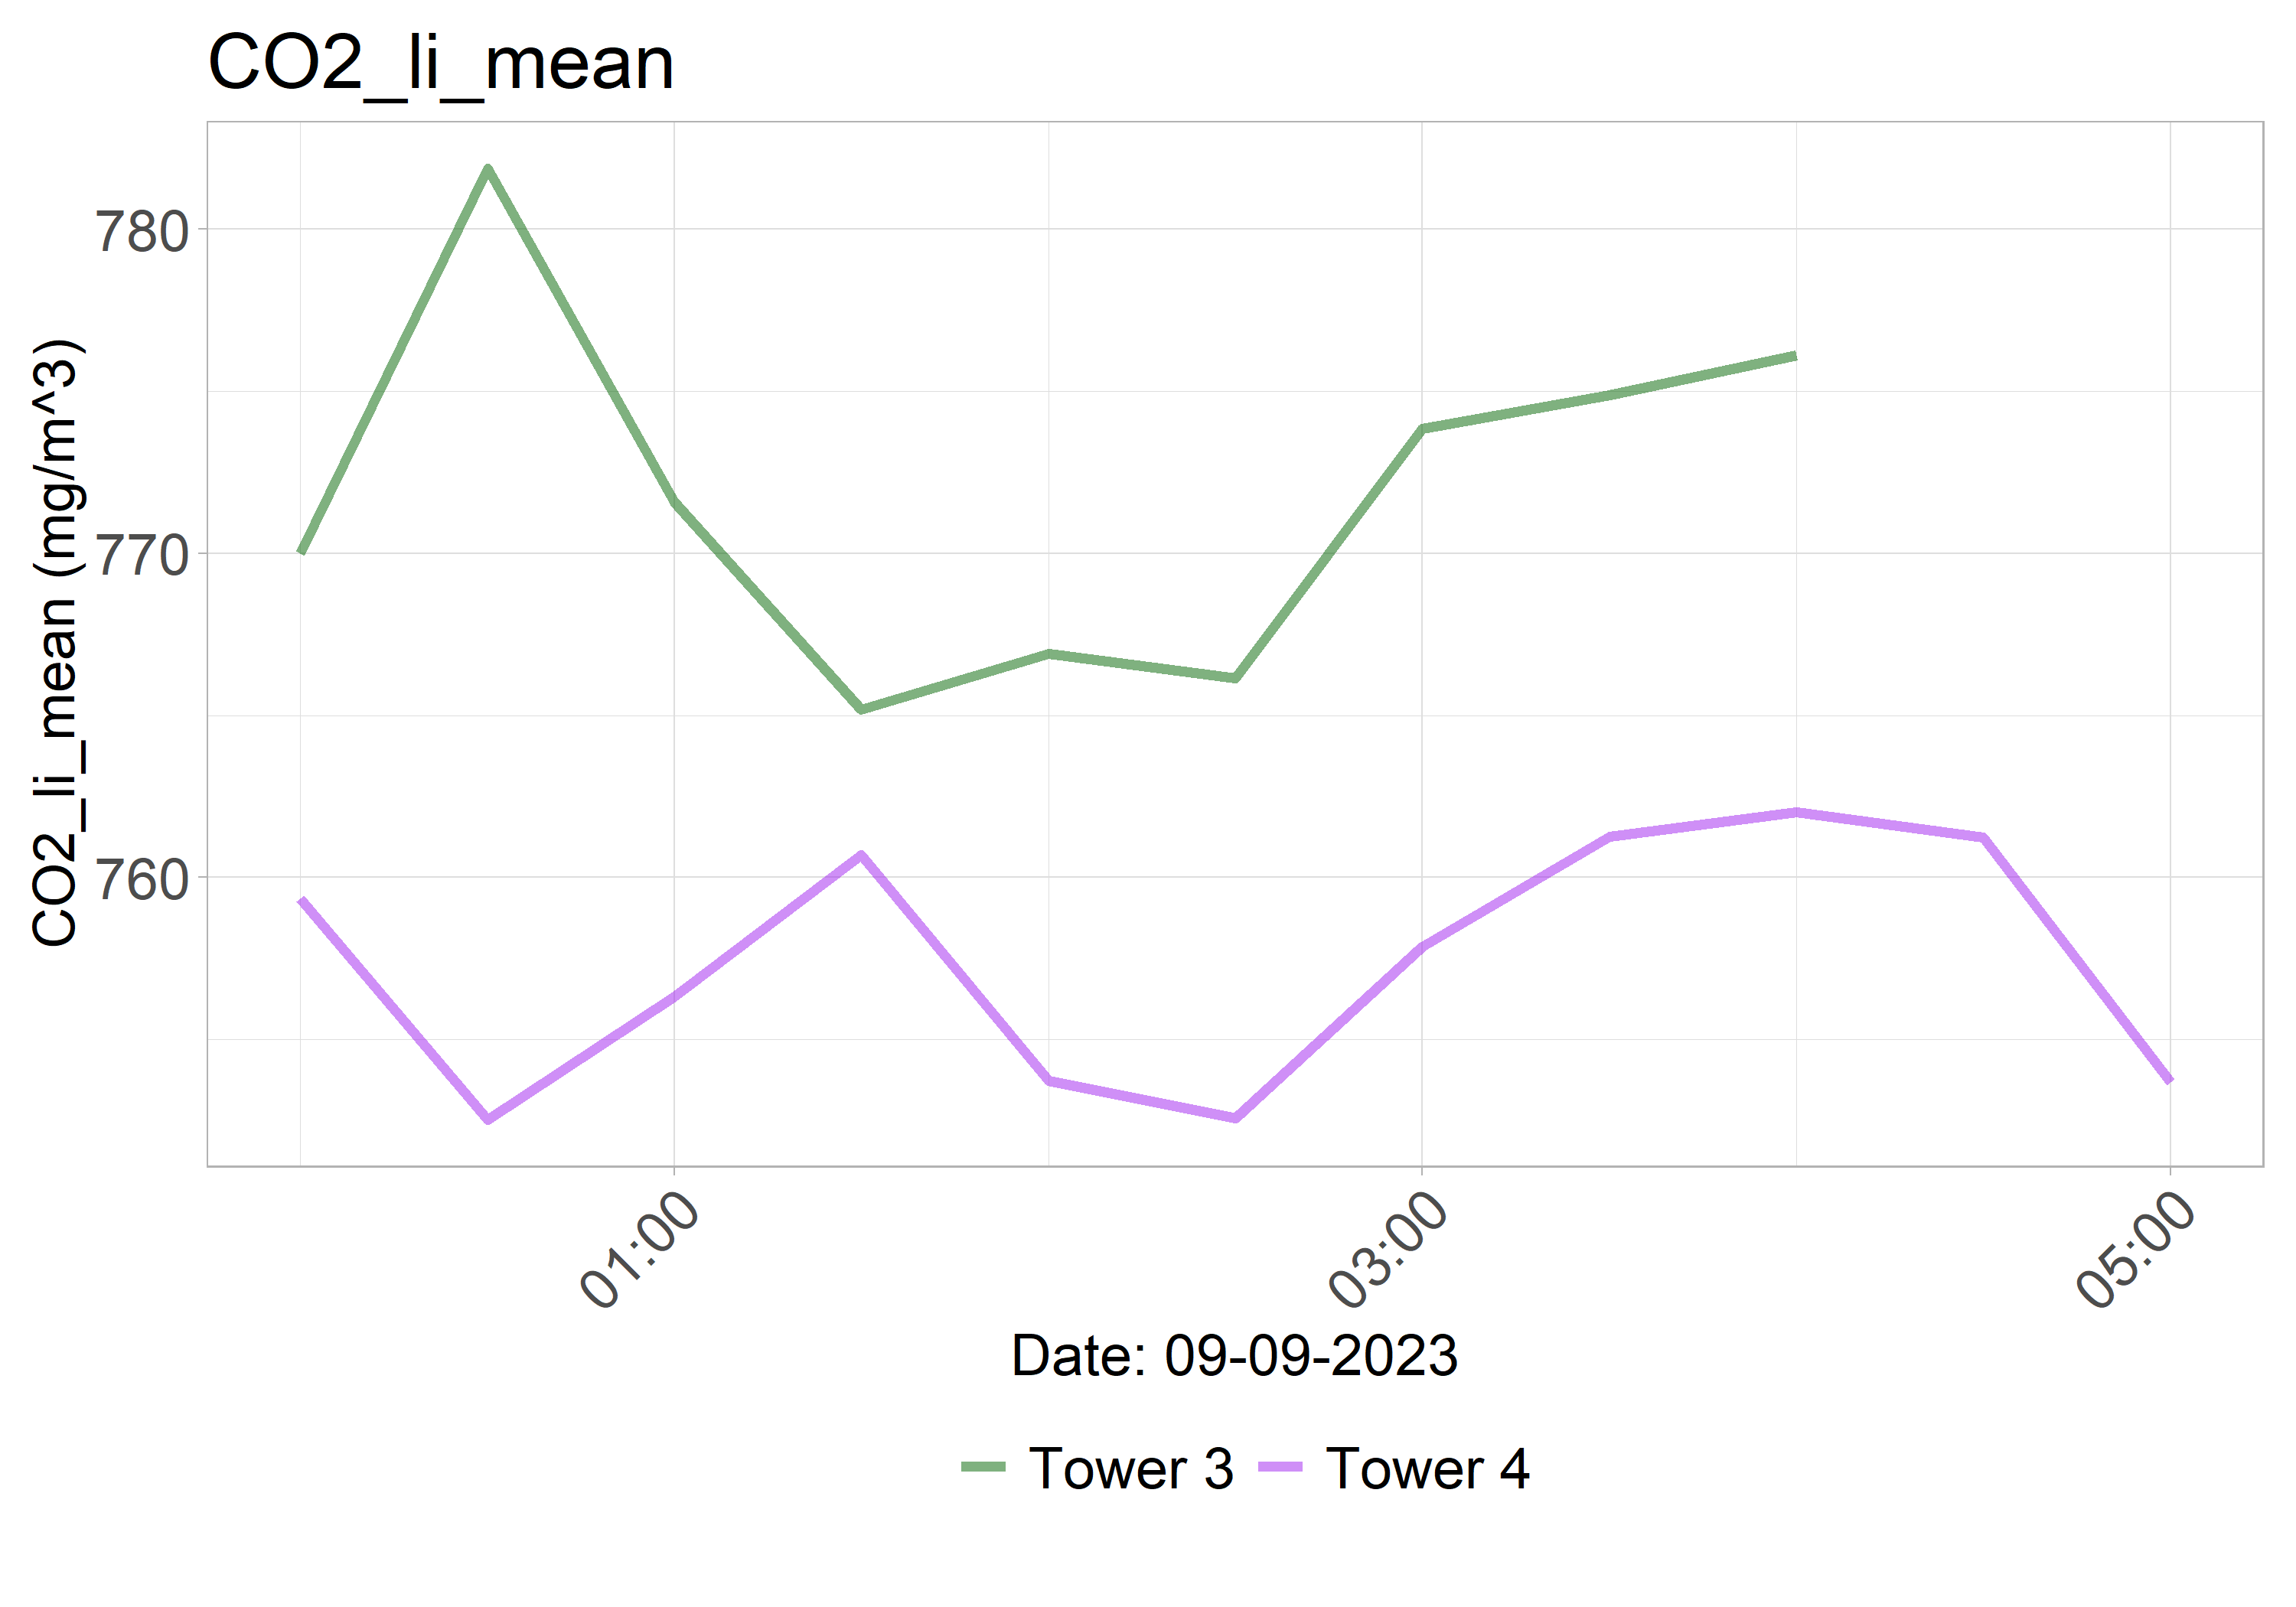 CO2_li_mean
CO2_li_mean (mg/m^3)
780
770
760
01:00
03:00
05:00
Date: 09-09-2023
Tower 3
Tower 4